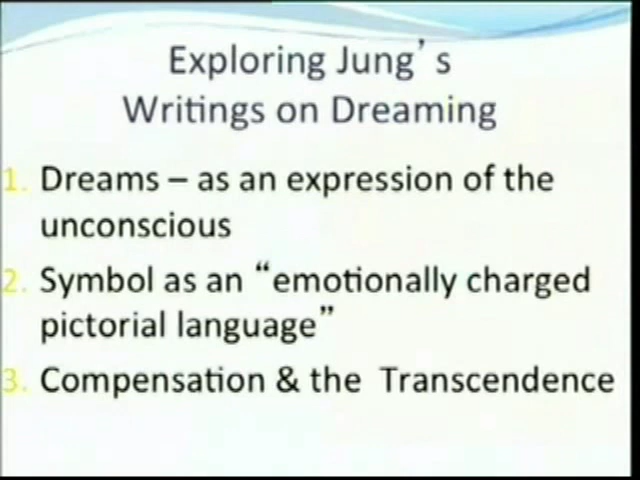 Exploring Jung’s
Writings on Dreaming
1. Dreams – as an expression of the
unconscious
2. Symbol as an “emotionally charged
pictorial language”
3. Compensation & the Transcendence